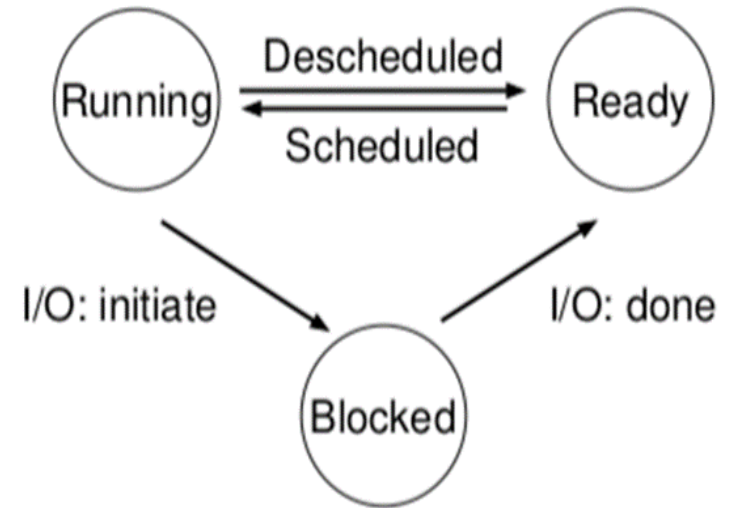 Descheduled
Running
Ready
Scheduled
I/O: initiate
I/O: done
Blocked